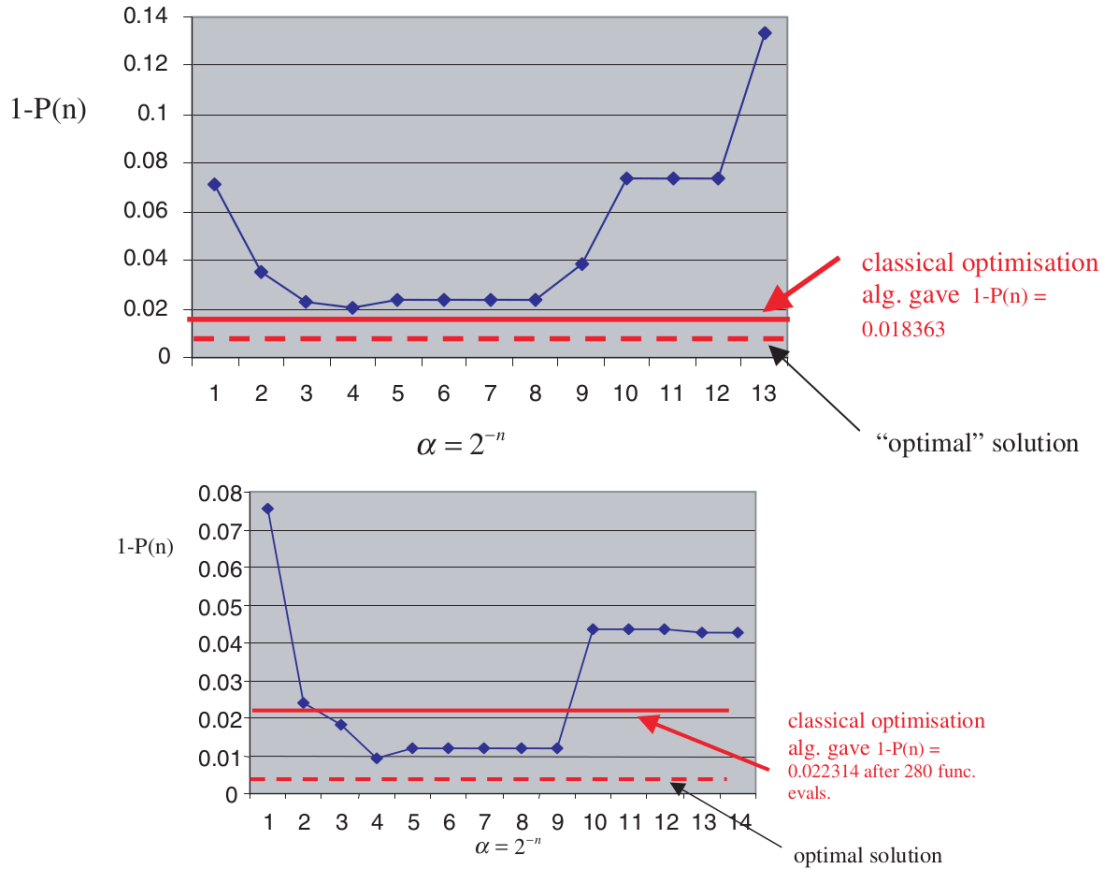 0.14
0.12
0.1
0.08
0.06
0.04
0.02
0
1-P(n)
1 2 3 4 5 6 7 8 9 10 11 12 13
α = 2⁻ⁿ
classical optimisation
alg. gave 1-P(n) =
0.018363
“optimal” solution
0.08
0.07
0.06
0.05
0.04
0.03
0.02
0.01
0
1-P(n)
1 2 3 4 5 6 7 8 9 10 11 12 13 14
α = 2⁻ⁿ
classical optimisation
alg. gave 1-P(n) =
0.022314 after 280 func.
evals.
optimal solution